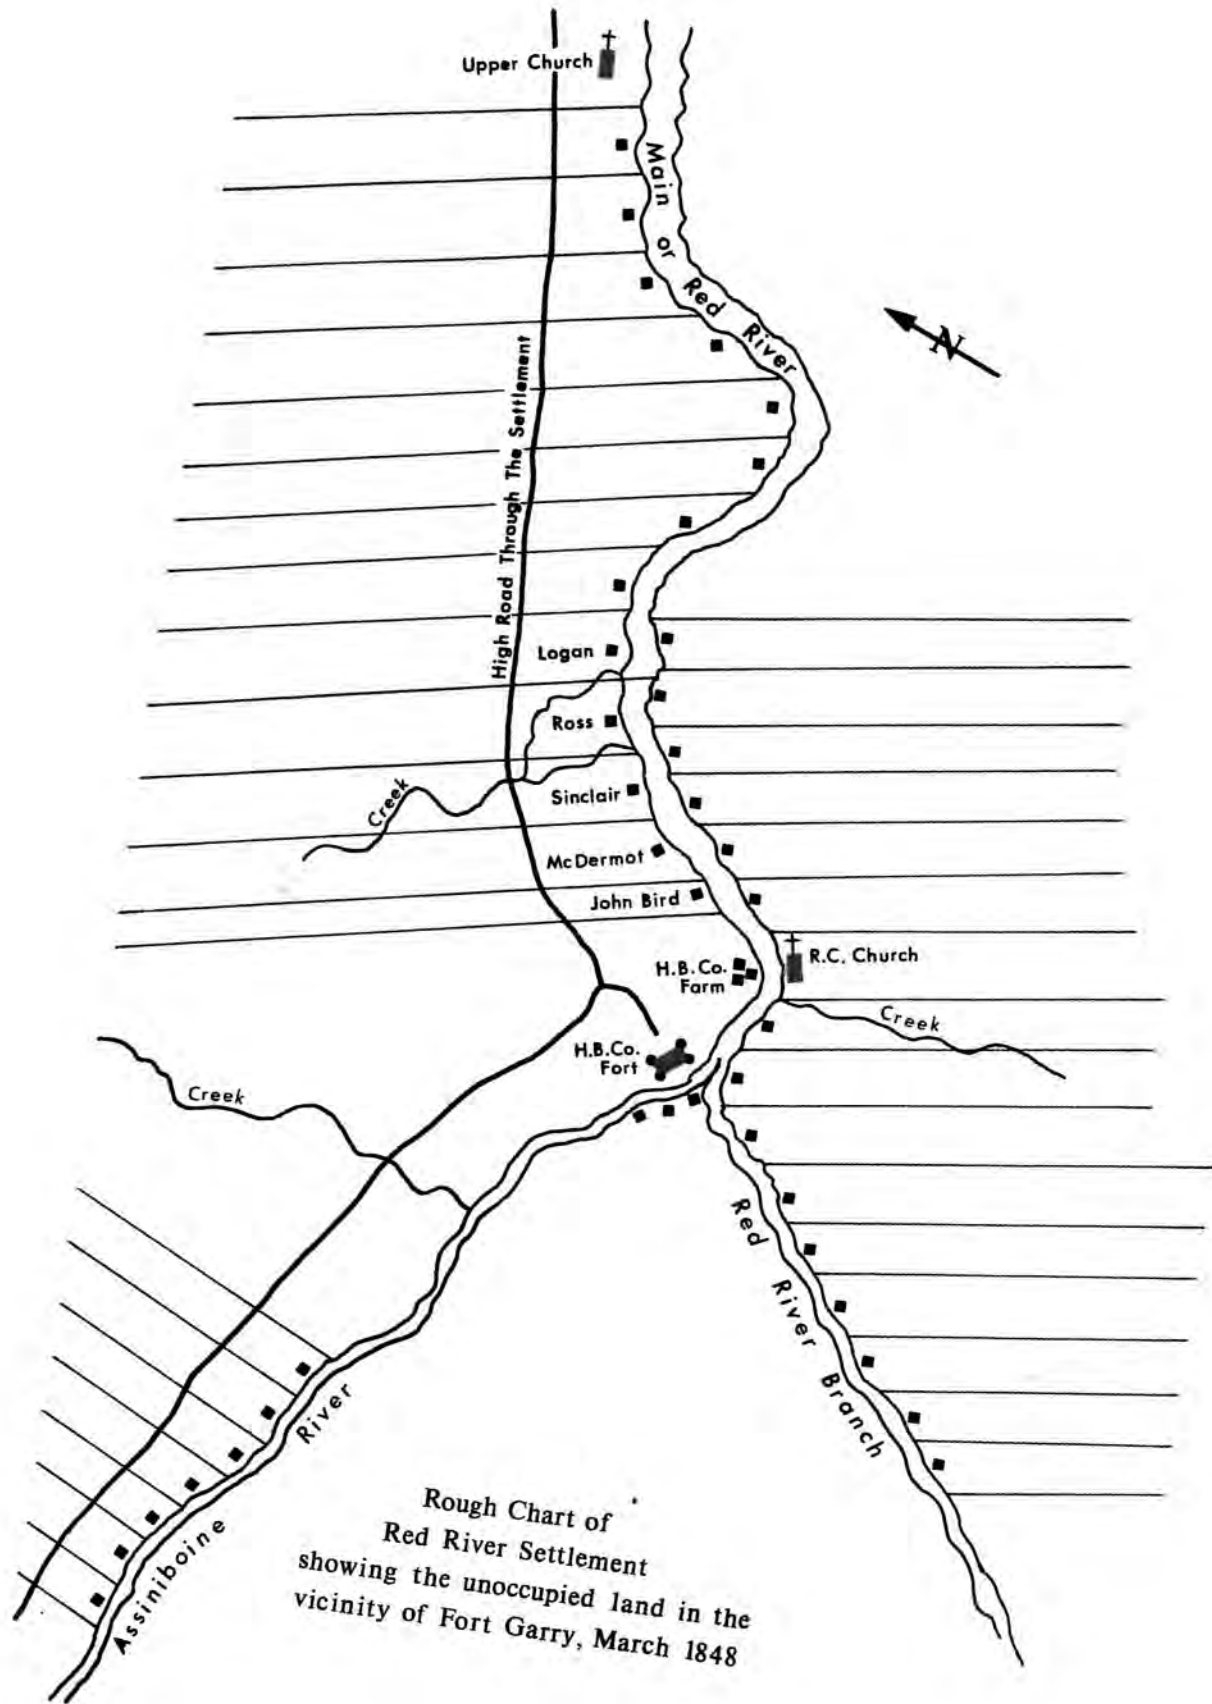 Upper Church
Main or Red River
N
High Road Through The Settlement
Logan
Ross
Creek
Sinclair
McDermot
John Bird
H.B.Co.
Farm
R.C. Church
Creek
H.B.Co.
Fort
Creek
Red River Branch
Assiniboine River
Rough Chart of
Red River Settlement
showing the unoccupied land in the
vicinity of Fort Garry, March 1848